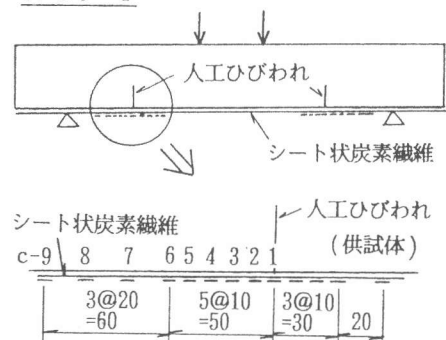 人工ひびわれ
シート状炭素繊維
シート状炭素繊維
人工ひびわれ
(供試体)
c-9 8 7 6 5 4 3 2 1
3@20 5@10 3@10
=60 =50 =30 20